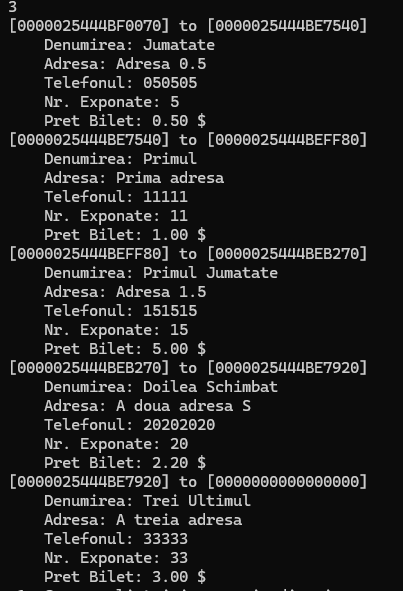 3
[0000025444BF0070] to [0000025444BE7540]
Denumirea: Jumatate
Adresa: Adresa 0.5
Telefonul: 050505
Nr. Exponate: 5
Pret Bilet: 0.50 $
[0000025444BE7540] to [0000025444BEFF80]
Denumirea: Primul
Adresa: Prima adresa
Telefonul: 11111
Nr. Exponate: 11
Pret Bilet: 1.00 $
[0000025444BEFF80] to [0000025444BEB270]
Denumirea: Primul Jumatate
Adresa: Adresa 1.5
Telefonul: 151515
Nr. Exponate: 15
Pret Bilet: 5.00 $
[0000025444BEB270] to [0000025444BE7920]
Denumirea: Doilea Schimbat
Adresa: A doua adresa S
Telefonul: 20202020
Nr. Exponate: 20
Pret Bilet: 2.20 $
[0000025444BE7920] to [0000000000000000]
Denumirea: Trei Ultimul
Adresa: A treia adresa
Telefonul: 33333
Nr. Exponate: 33
Pret Bilet: 3.00 $